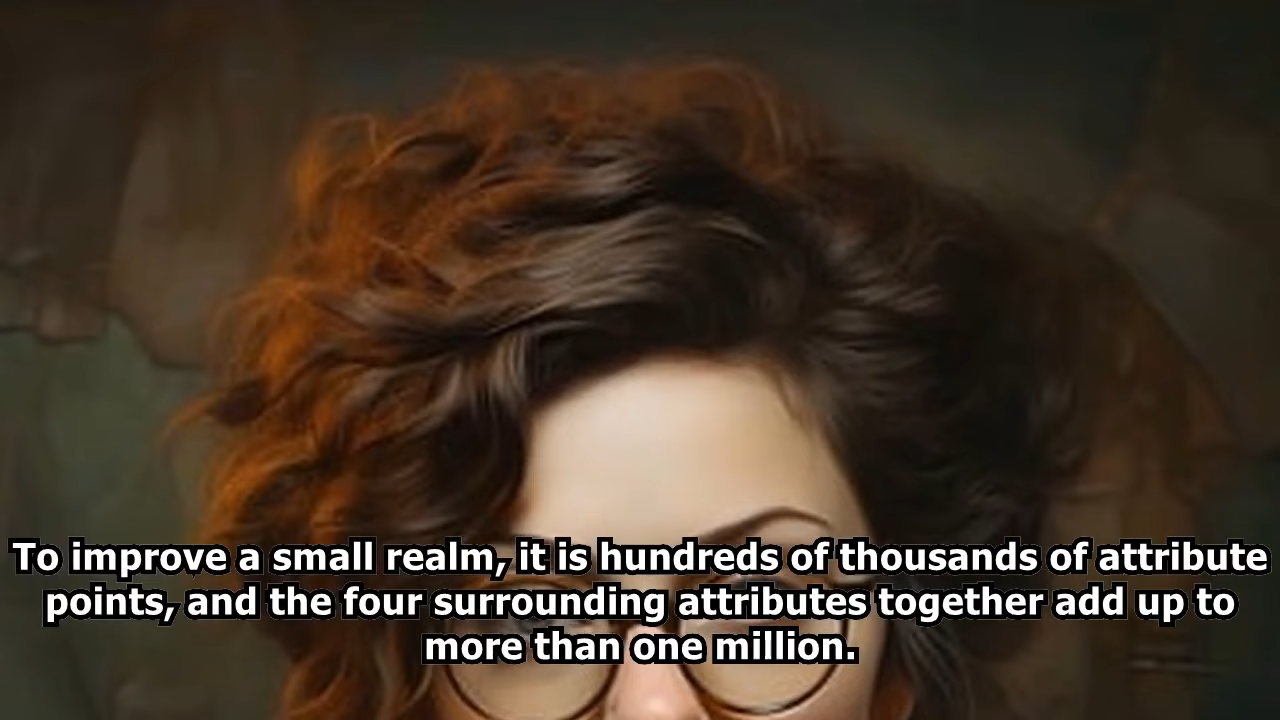 To improve a small realm, it is hundreds of thousands of attribute
points, and the four surrounding attributes together add up to
more than one million.